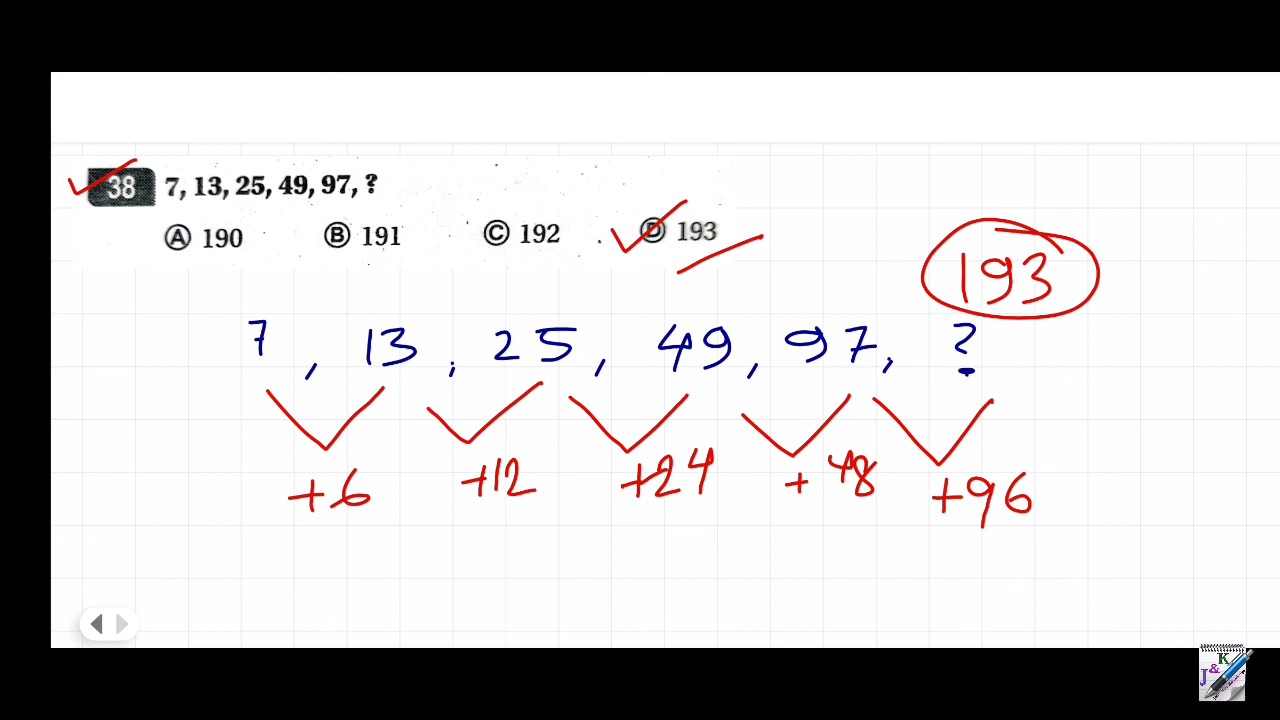 38 7, 13, 25, 49, 97, ?
Ⓐ 190 Ⓑ 191 Ⓒ 192 Ⓓ 193
193
7, 13, 25, 49, 97, ?
+6 +12 +24 +48 +96
J&K